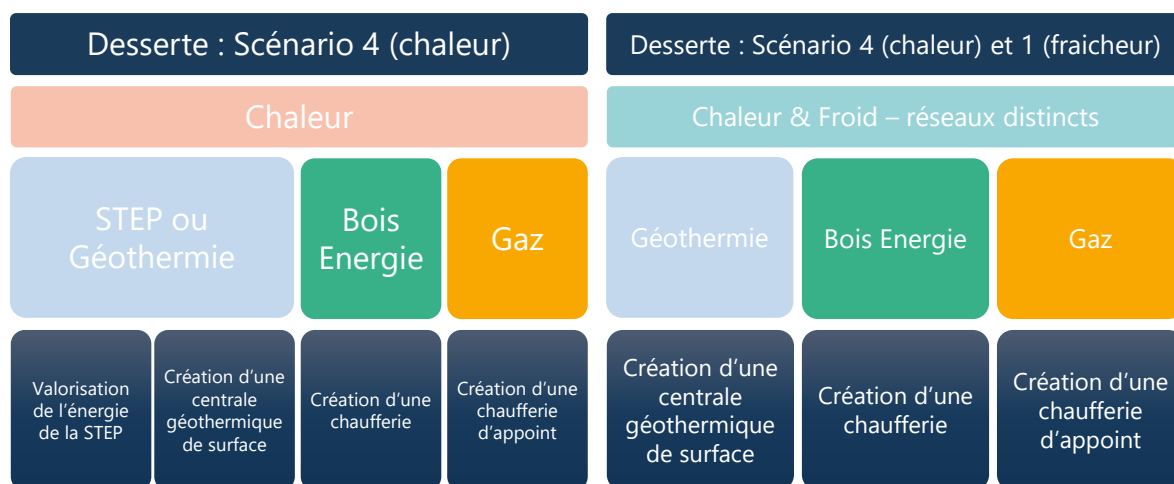 Desserte : Scénario 4 (chaleur)
Chaleur
STEP ou
Géothermie
Bois
Energie
Gaz
Valorisation
de l'énergie
de la STEP
Création d'une
centrale
géothermique
de surface
Création d'une
chaufferie
Création d'une
chaufferie
d'appoint
Desserte : Scénario 4 (chaleur) et 1 (fraicheur)
Chaleur & Froid – réseaux distincts
Géothermie
Bois Energie
Gaz
Création d'une
centrale
géothermique
de surface
Création d'une
chaufferie
Création d'une
chaufferie
d'appoint